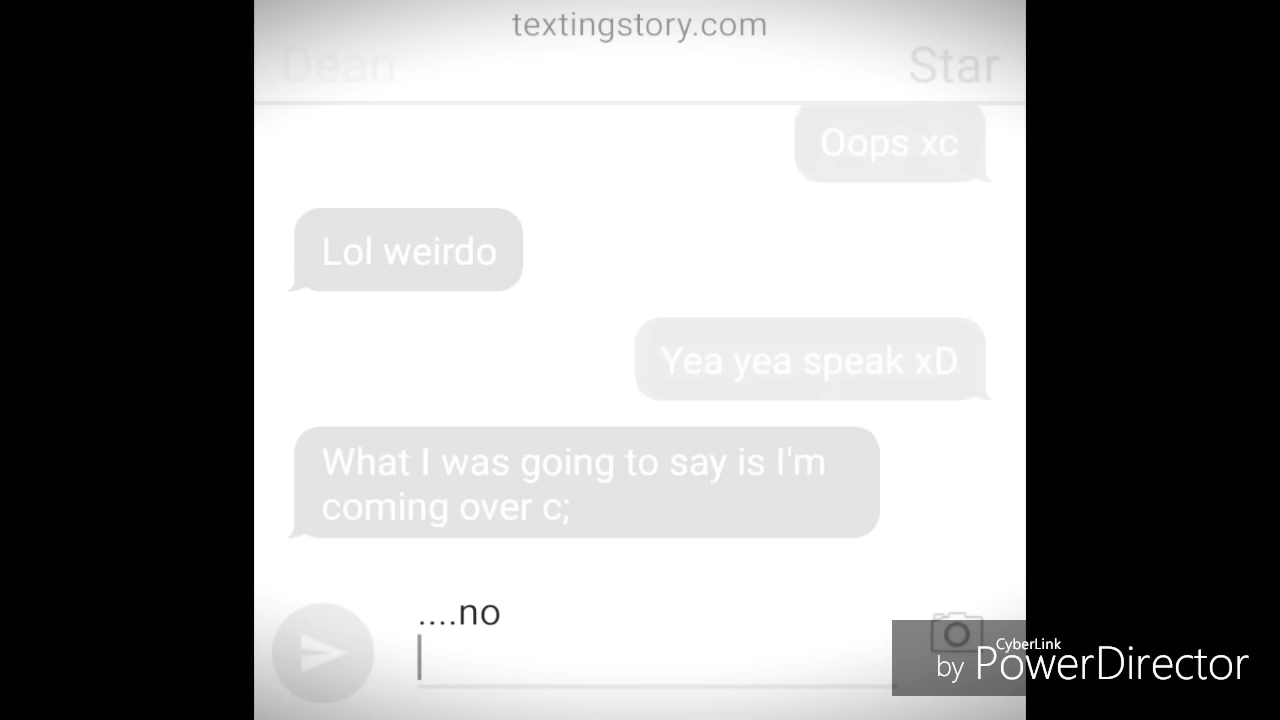 textingstory.com
Dean
Star
Oops xc
Lol weirdo
Yea yea speak xD
What I was going to say is I'm
coming over c;
....no
CyberLink
by PowerDirector